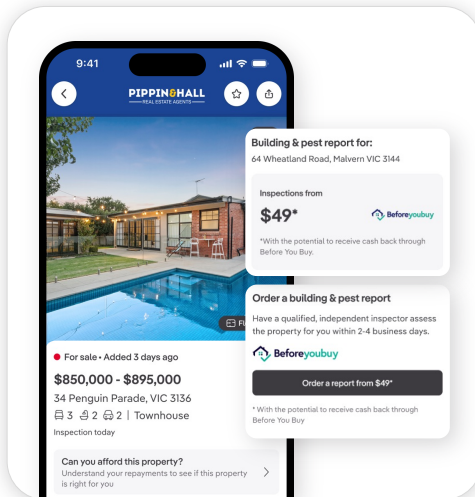 9:41
PIPPIN&HALL
REAL ESTATE AGENTS
Building & pest report for:
64 Wheatland Road, Malvern VIC 3144
Inspections from
$49*
Beforeyoubuy
*With the potential to receive cash back through
Before You Buy.
Order a building & pest report
Have a qualified, independent inspector assess
the property for you within 2-4 business days.
Beforeyoubuy
Order a report from $49*
* With the potential to receive cash back through
Before You Buy
For sale • Added 3 days ago
$850,000 - $895,000
34 Penguin Parade, VIC 3136
3 2 2 | Townhouse
Inspection today
Can you afford this property?
Understand your repayments to see if this property
is right for you